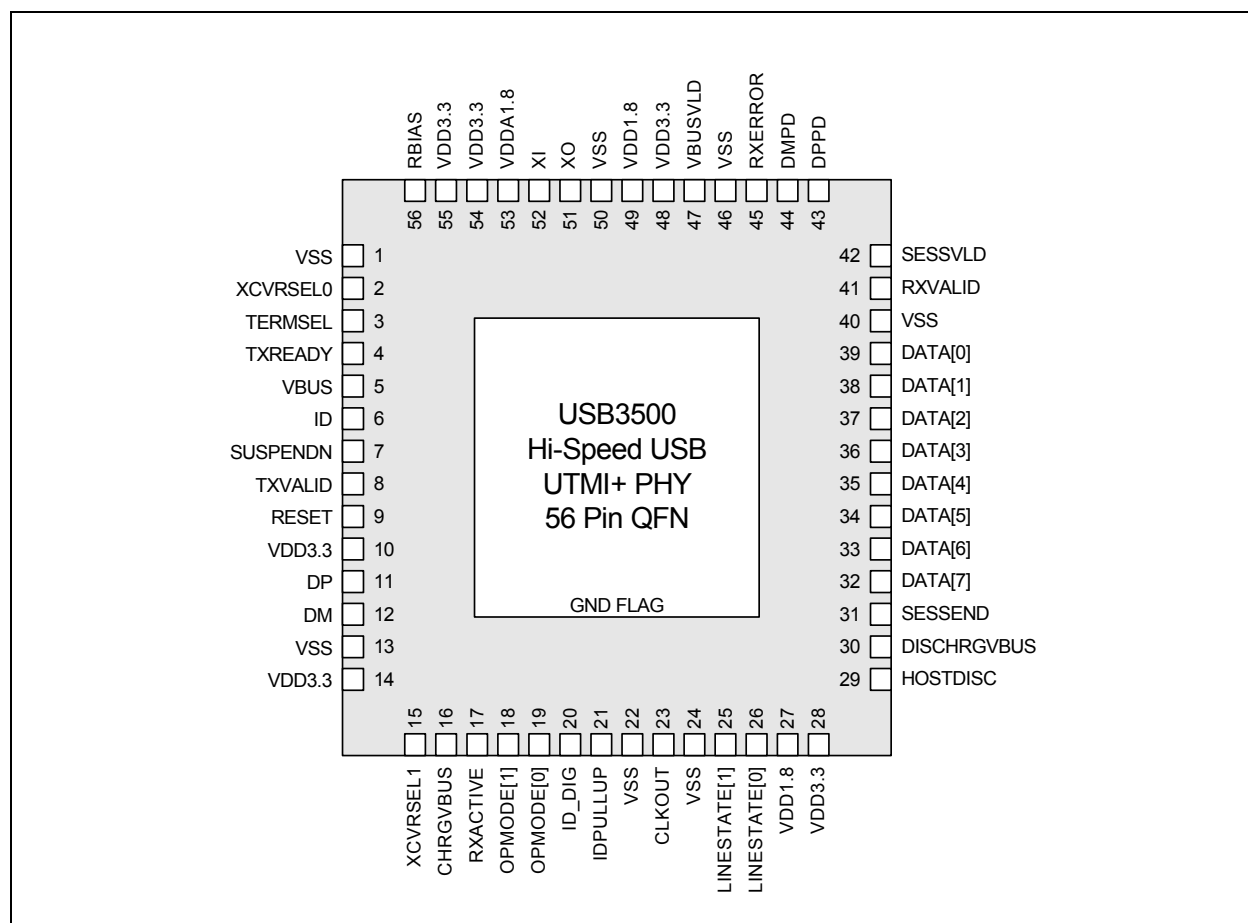 RBIAS
VDD3.3
VDD3.3
VDDA1.8
XI
XO
VSS
VDD1.8
VDD3.3
VBUSVLD
VSS
RXERROR
DMPD
DPPD
56
55
54
53
52
51
50
49
48
47
46
45
44
43
VSS 1
XCVRSEL0 2
TERMSEL 3
TXREADY 4
VBUS 5
ID 6
SUSPENDN 7
TXVALID 8
RESET 9
VDD3.3 10
DP 11
DM 12
VSS 13
VDD3.3 14
USB3500
Hi-Speed USB
UTMI+ PHY
56 Pin QFN
GND FLAG
42 SESSVLD
41 RXVALID
40 VSS
39 DATA[0]
38 DATA[1]
37 DATA[2]
36 DATA[3]
35 DATA[4]
34 DATA[5]
33 DATA[6]
32 DATA[7]
31 SESSEND
30 DISCHRGVBUS
29 HOSTDISC
15
16
17
18
19
20
21
22
23
24
25
26
27
28
XCVRSEL1
CHRGVBUS
RXACTIVE
OPMODE[1]
OPMODE[0]
ID_DIG
IDPULLUP
VSS
CLKOUT
VSS
LINESTATE[1]
LINESTATE[0]
VDD1.8
VDD3.3